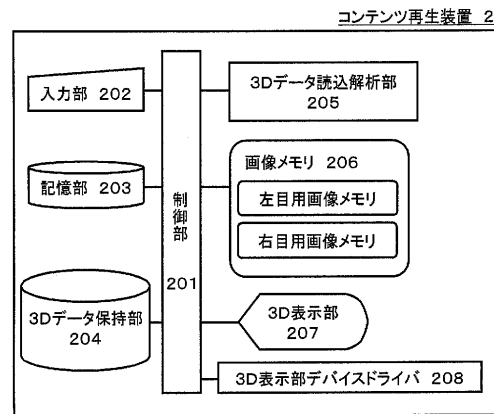 コンテンツ再生装置 2
入力部 202
記憶部 203
3Dデータ保持部
204
制御部
201
3Dデータ読込解析部
205
画像メモリ 206
左目用画像メモリ
右目用画像メモリ
3D表示部
207
3D表示部デバイスドライバ 208